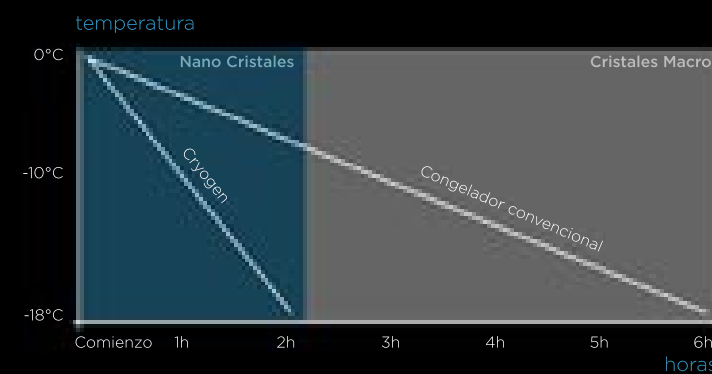 temperatura
0°C
Nano Cristales
Cristales Macro
Cryogen
-10°C
Congelador convencional
-18°C
Comienzo 1h 2h 3h 4h 5h 6h
horas